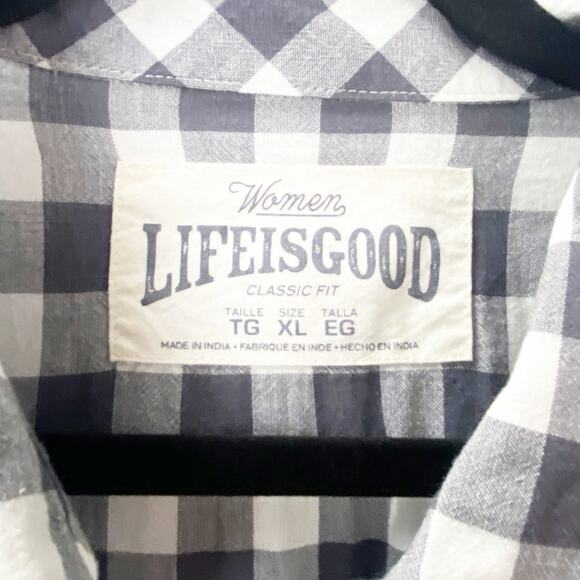 Women
LIFEISGOOD
CLASSIC FIT
TAILLE SIZE TALLA
TG XL EG
MADE IN INDIA • FABRIQUÉ EN INDE • HECHO EN INDIA